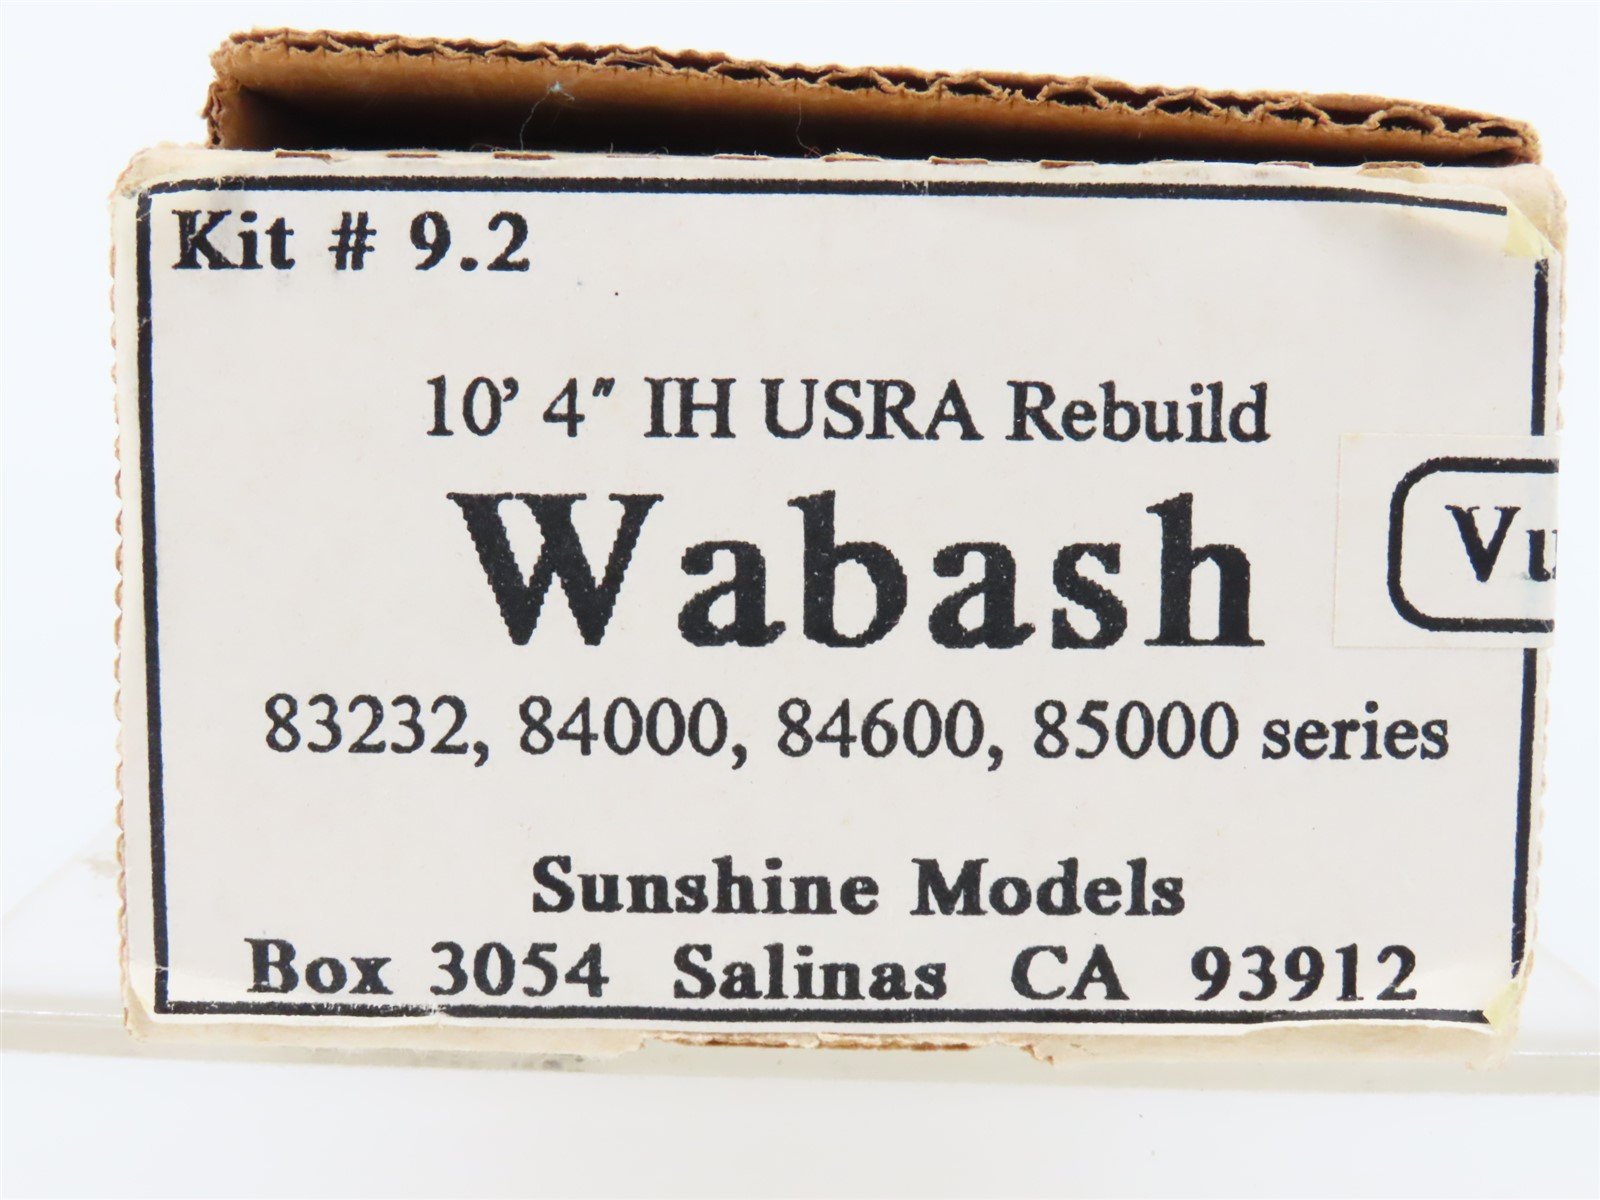 Kit # 9.2
10' 4" IH USRA Rebuild
Wabash
83232, 84000, 84600, 85000 series
Sunshine Models
Box 3054 Salinas CA 93912